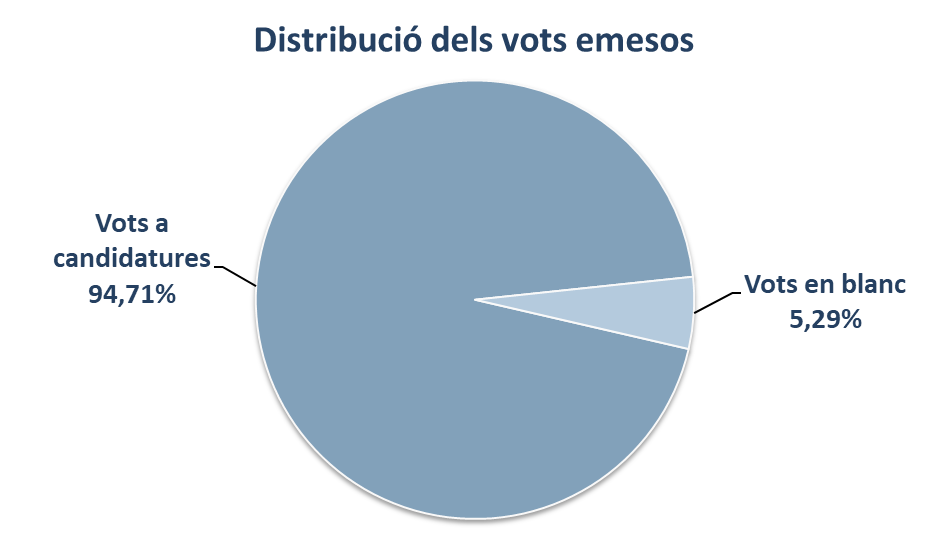 Distribució dels vots emesos
Vots a
candidatures
94,71%
Vots en blanc
5,29%